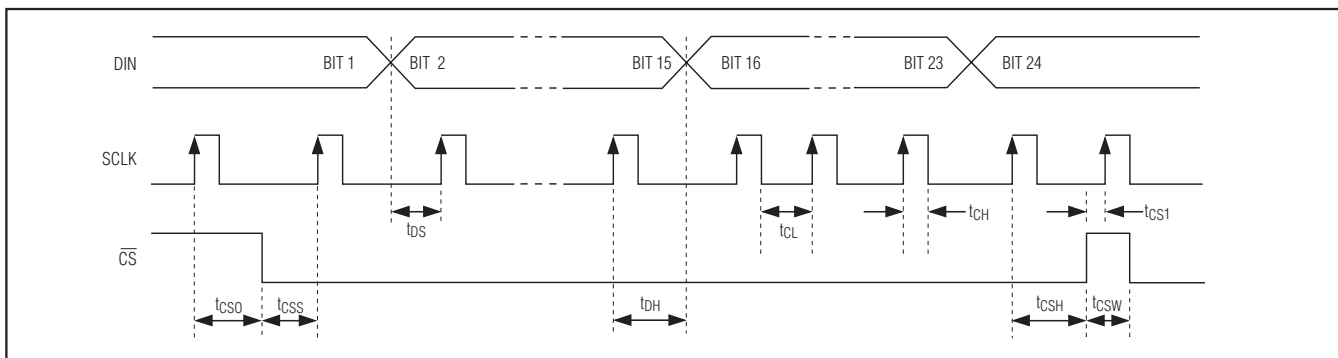 DIN BIT 1 BIT 2 BIT 15 BIT 16 BIT 23 BIT 24
SCLK
tDS tCL tCH tCS1
CS
tCSO tCSS tDH tCSH tCSW